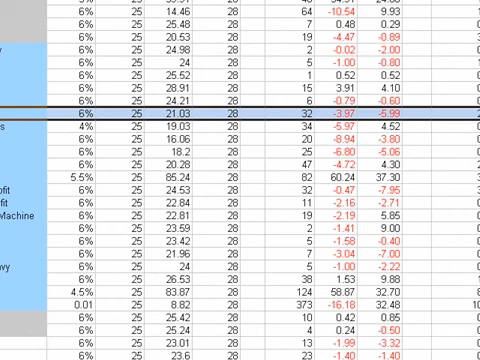 6% 25 14.46 28 64 -10.54 9.93
6% 25 25.48 28 7 0.48 0.29
6% 25 20.53 28 19 -4.47 -0.89
6% 25 24.98 28 2 -0.02 -2.00
6% 25 24 28 5 -1.00 -0.80
6% 25 25.52 28 1 0.52 0.52
6% 25 28.91 28 15 3.91 4.10
6% 25 24.21 28 6 -0.79 -0.60
6% 25 21.03 28 32 -3.97 -5.99
s 4% 25 19.03 28 34 -5.97 4.52
6% 25 16.06 28 20 -8.94 -3.80
6% 25 18.2 28 25 -6.80 -5.06
6% 25 20.28 28 47 -4.72 4.30
5.5% 25 85.24 28 82 60.24 37.30
ofit 6% 25 24.53 28 32 -0.47 -7.95
fit 6% 25 22.84 28 11 -2.16 -2.71
Machine 6% 25 22.81 28 19 -2.19 5.85
6% 25 23.59 28 2 -1.41 9.00
6% 25 23.42 28 5 -1.58 -0.40
6% 25 21.96 28 7 -3.04 -7.00
avy 6% 25 24 28 5 -1.00 -2.22
6% 25 26.53 28 38 1.53 9.88
4.5% 25 83.87 28 124 58.87 32.70
0.01 25 8.82 28 373 -16.18 32.48 10
6% 25 25.42 28 10 0.42 0.85
6% 25 25.24 28 4 0.24 -0.50
6% 25 23.01 28 13 -1.99 -3.32
6% 25 23.6 28 23 -1.40 -1.40